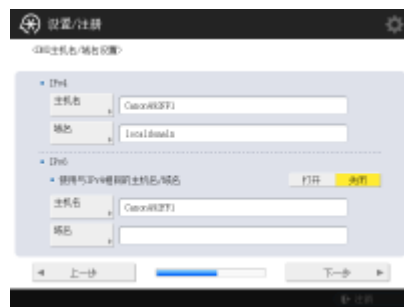 设置/注册
<DNS主机名/域名设置>
IPv4
主机名
域名
localdomain
IPv6
使用与IPv4相同的主机名/域名
打开 关闭
主机名
域名
上一步 下一步
注销